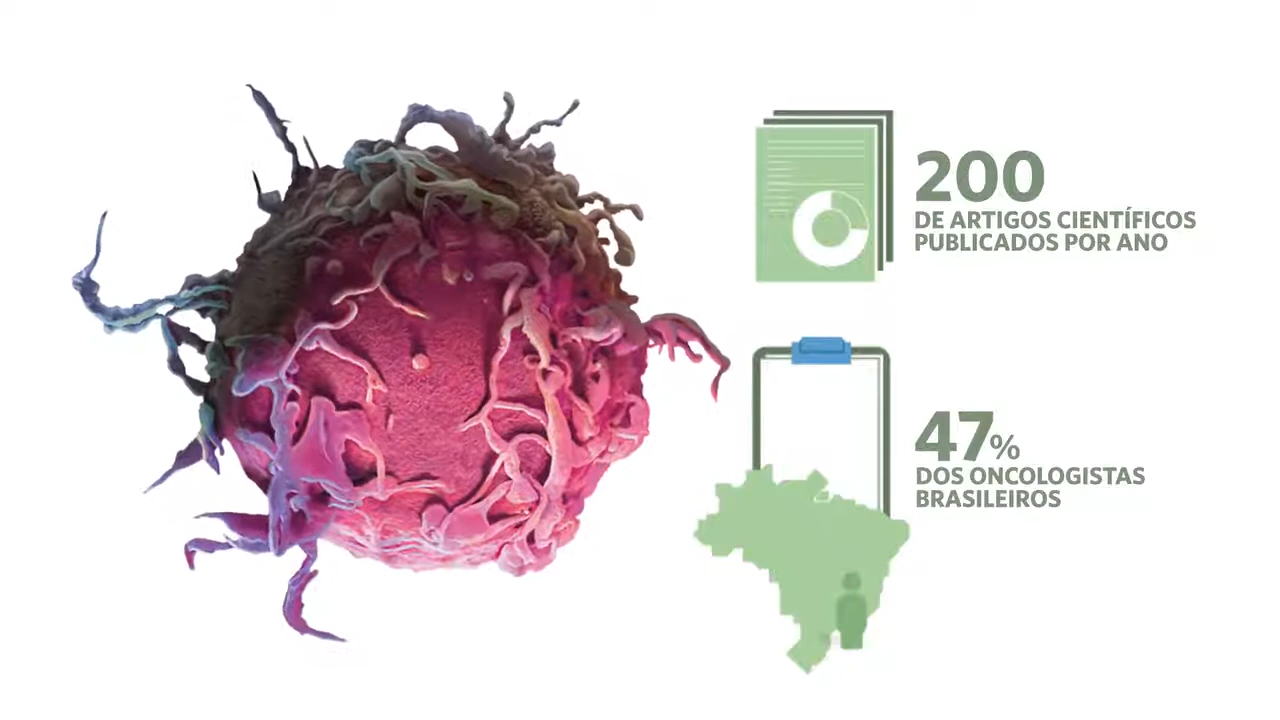 200
DE ARTIGOS CIENTÍFICOS
PUBLICADOS POR ANO
47%
DOS ONCOLOGISTAS
BRASILEIROS